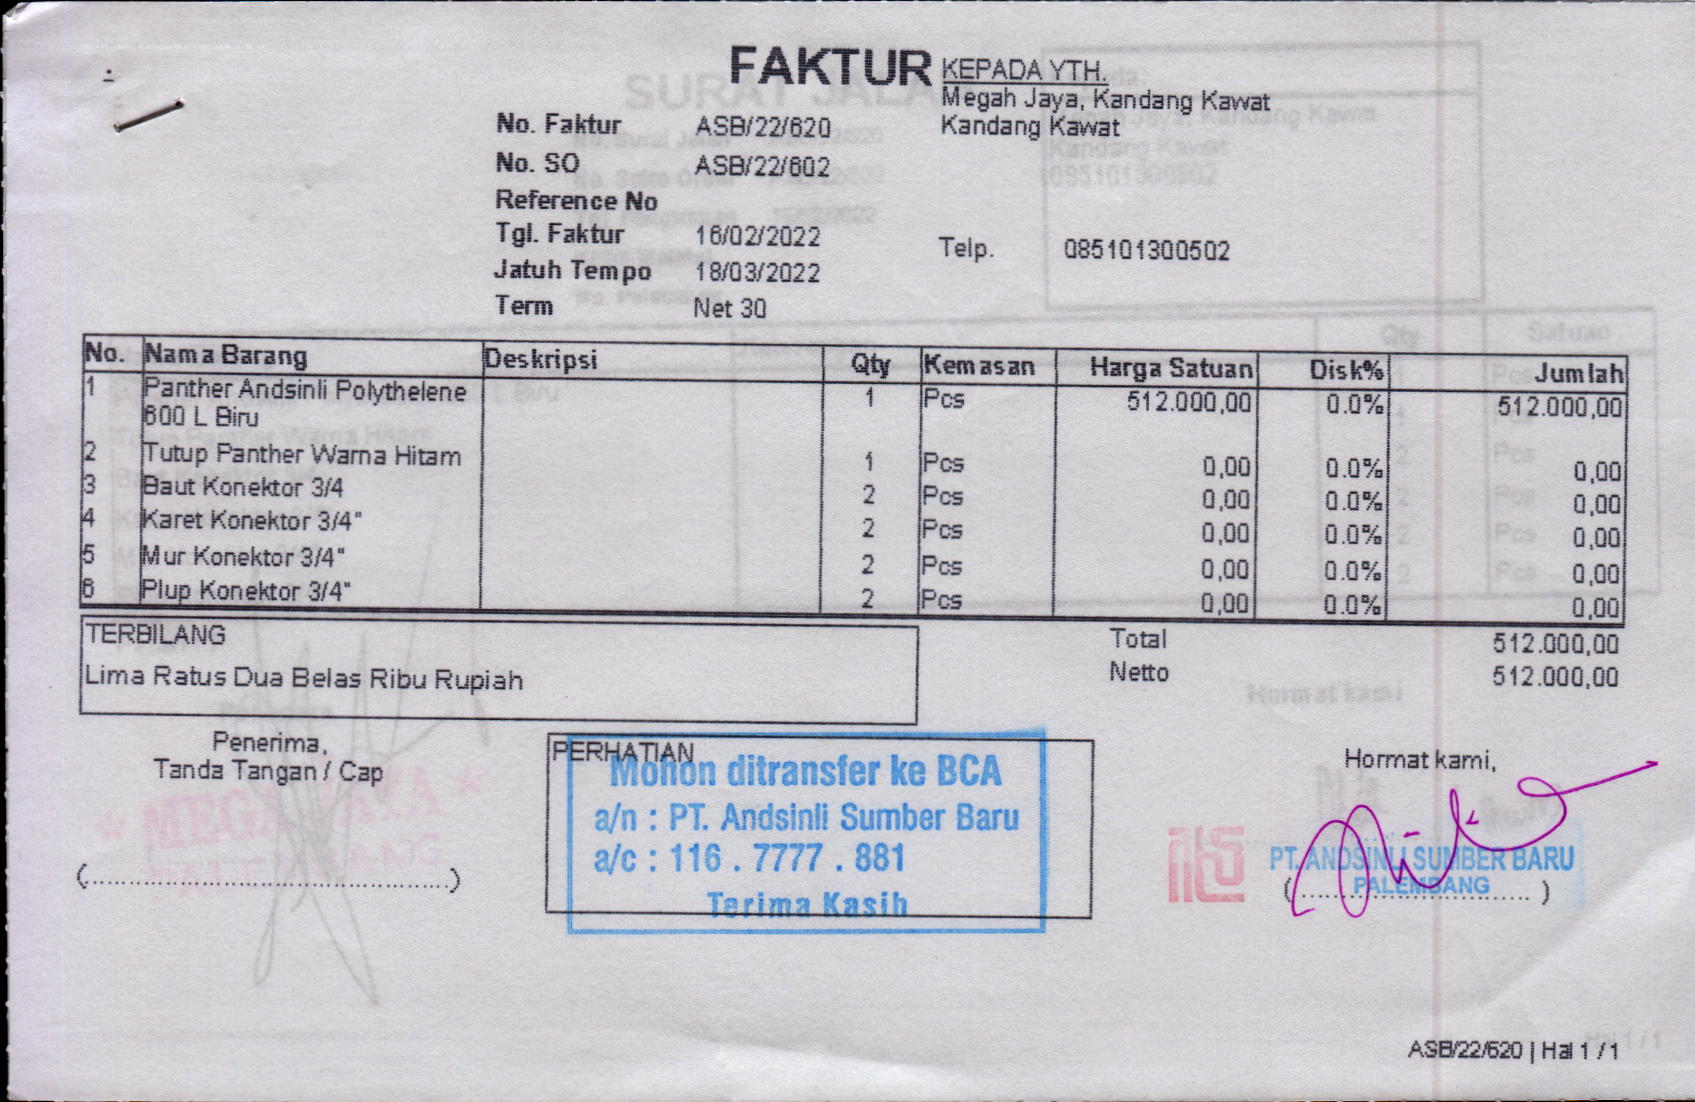 FAKTUR
KEPADA YTH.
Megah Jaya, Kandang Kawat
Kandang Kawat
No. Faktur ASB/22/620
No. SO ASB/22/602
Reference No
Tgl. Faktur 16/02/2022
Telp. 085101300502
Jatuh Tempo 18/03/2022
Term Net 30
No. Nama Barang Deskripsi Qty Kemasan Harga Satuan Disk% Jumlah
1 Panther Andsinli Polythelene 1 Pcs 512.000,00 0.0% 512.000,00
600 L Biru
2 Tutup Panther Warna Hitam 1 Pcs 0,00 0.0% 0,00
3 Baut Konektor 3/4 2 Pcs 0,00 0.0% 0,00
4 Karet Konektor 3/4" 2 Pcs 0,00 0.0% 0,00
5 Mur Konektor 3/4" 2 Pcs 0,00 0.0% 0,00
6 Plup Konektor 3/4" 2 Pcs 0,00 0.0% 0,00
TERBILANG
Lima Ratus Dua Belas Ribu Rupiah
Total 512.000,00
Netto 512.000,00
Penerima,
Tanda Tangan / Cap
MEGAH JAYA
PALEMBANG
(..............................................)
PERHATIAN
Mohon ditransfer ke BCA
a/n : PT. Andsinli Sumber Baru
a/c : 116 . 7777 . 881
Terima Kasih
Hormat kami,
PT. ANDSINLI SUMBER BARU
PALEMBANG
(..............................)
ASB/22/620 | Hal 1 / 1